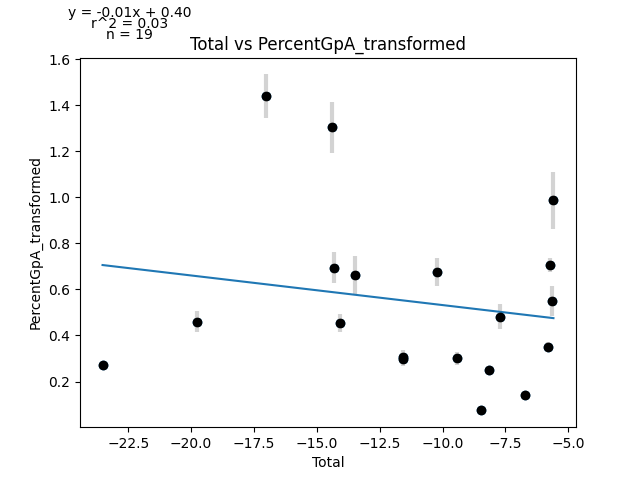 y = -0.01x + 0.40
r^2 = 0.03
n = 19
Total vs PercentGpA_transformed
PercentGpA_transformed
1.6
1.4
1.2
1.0
0.8
0.6
0.4
0.2
−22.5 −20.0 −17.5 −15.0 −12.5 −10.0 −7.5 −5.0
Total